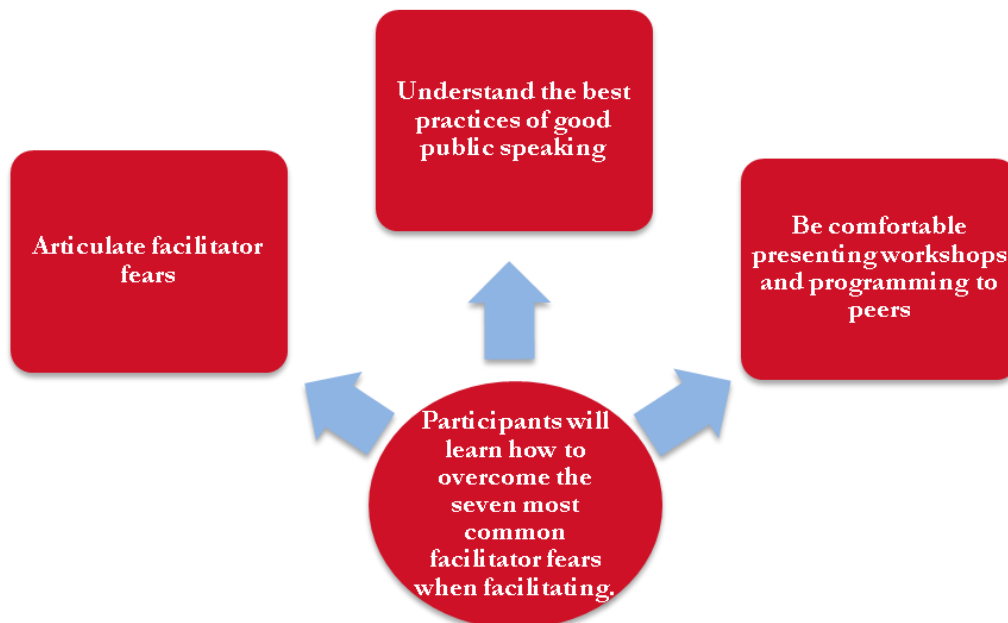 Understand the best
practices of good
public speaking
Articulate facilitator
fears
Be comfortable
presenting workshops
and programming to
peers
Participants will
learn how to
overcome the
seven most
common
facilitator fears
when facilitating.